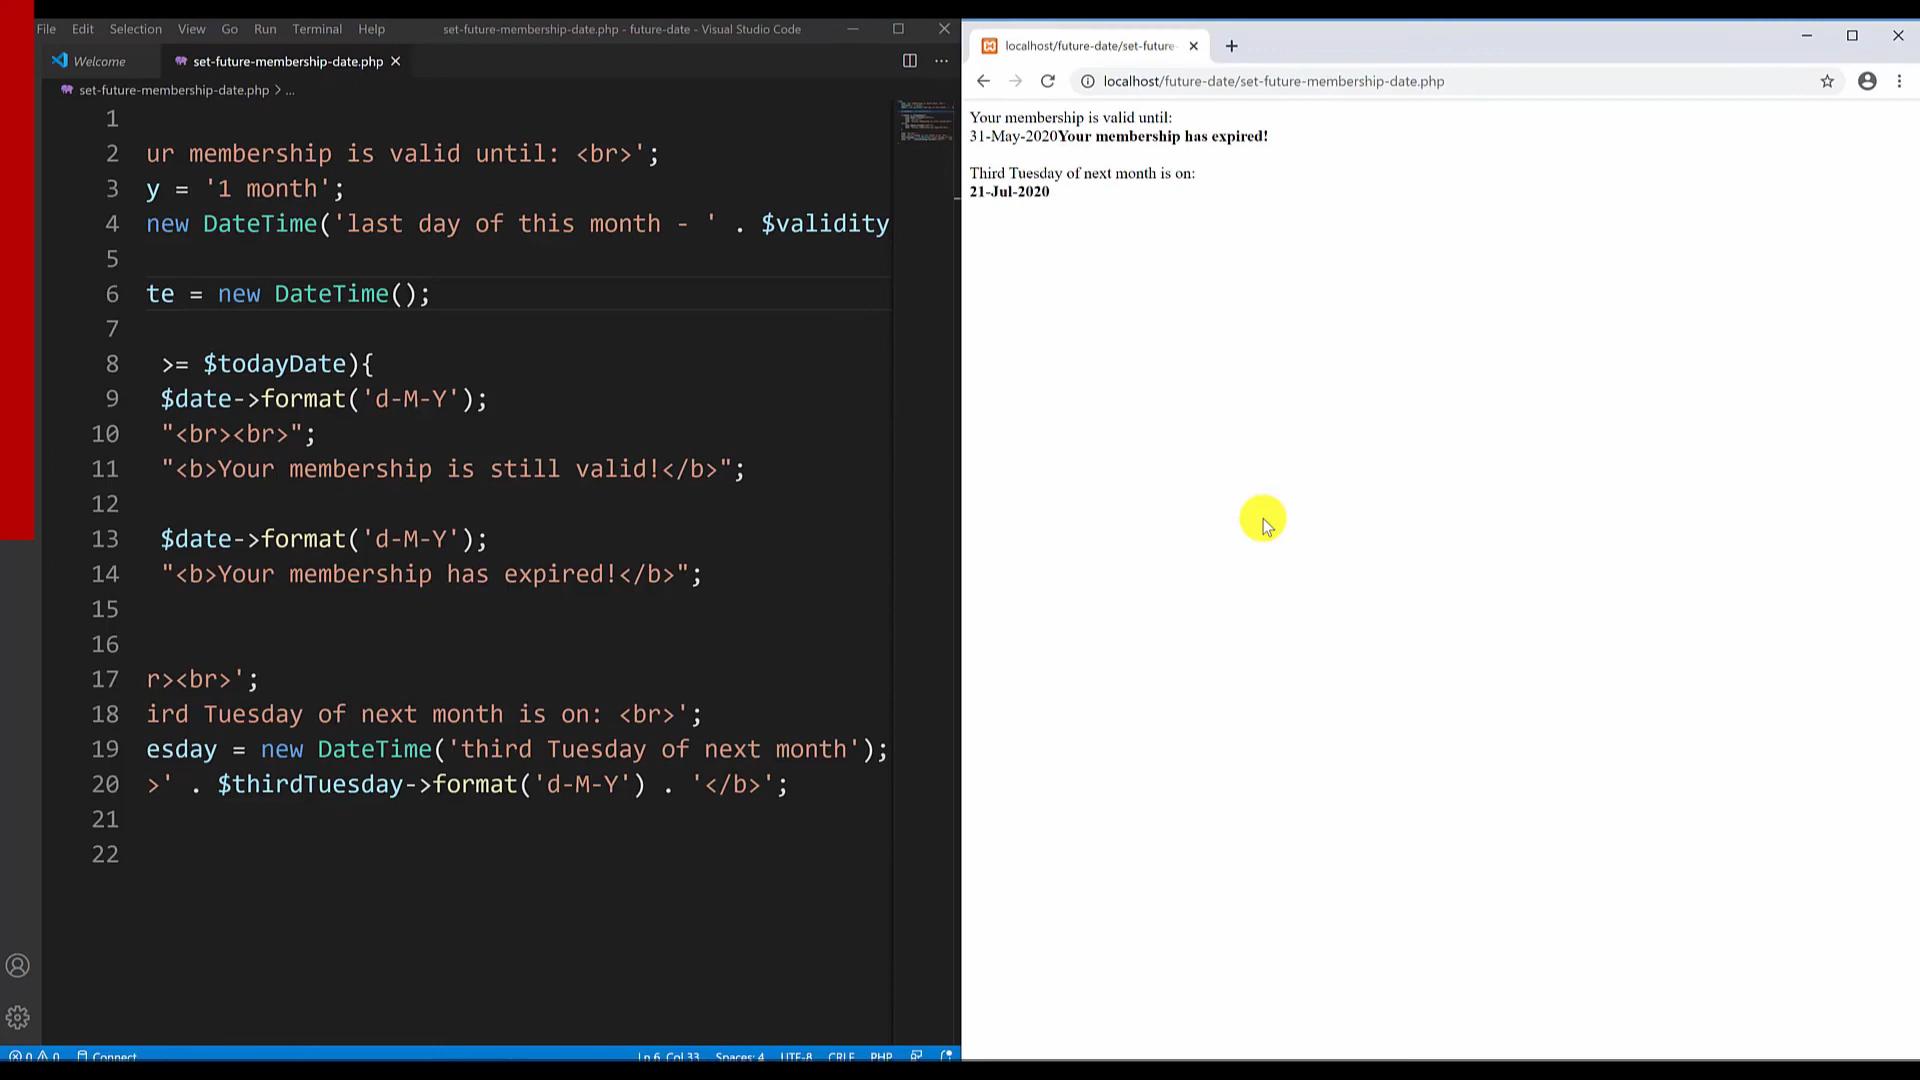 File Edit Selection View Go Run Terminal Help set-future-membership-date.php - future-date - Visual Studio Code
Welcome set-future-membership-date.php
set-future-membership-date.php > ...
1
2 ur membership is valid until: <br>';
3 y = '1 month';
4 new DateTime('last day of this month - ' . $validity
5
6 te = new DateTime();
7
8 >= $todayDate){
9 $date->format('d-M-Y');
10 "<br><br>";
11 "<b>Your membership is still valid!</b>";
12
13 $date->format('d-M-Y');
14 "<b>Your membership has expired!</b>";
15
16
17 r><br>';
18 ird Tuesday of next month is on: <br>';
19 esday = new DateTime('third Tuesday of next month');
20 >' . $thirdTuesday->format('d-M-Y') . '</b>';
21
22
0 0 Connect Ln 6, Col 33 Spaces: 4 UTF-8 CRLF PHP
localhost/future-date/set-future-
localhost/future-date/set-future-membership-date.php
Your membership is valid until:
31-May-2020Your membership has expired!
Third Tuesday of next month is on:
21-Jul-2020